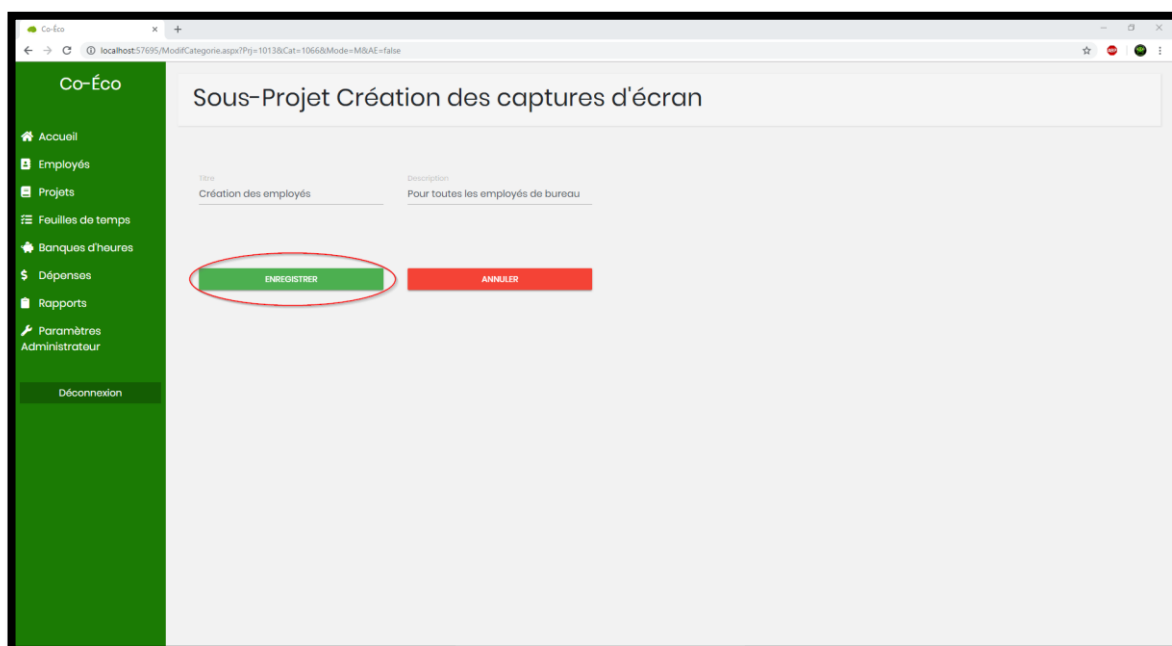 Co-Éco
localhost:57695/ModifCategorie.aspx?Prj=1013&Cat=1066&Mode=M&AE=false
Co-Éco
Sous-Projet Création des captures d'écran
Accueil
Employés
Projets
Feuilles de temps
Banques d'heures
$ Dépenses
Rapports
Paramètres
Administrateur
Déconnexion
Titre
Description
Création des employés
Pour toutes les employés de bureau
ENREGISTRER
ANNULER